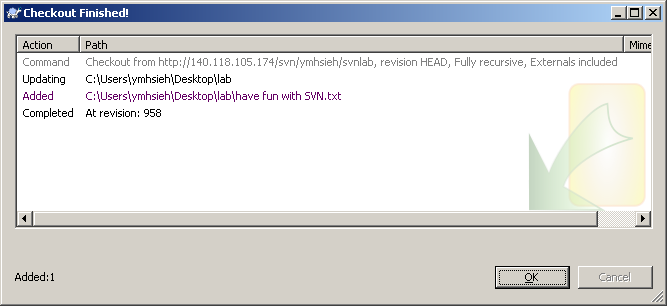 Checkout Finished!
Action Path Mime
Command Checkout from http://140.118.105.174/svn/ymhsieh/svnlab, revision HEAD, Fully recursive, Externals included
Updating C:\Users\ymhsieh\Desktop\lab
Added C:\Users\ymhsieh\Desktop\lab\have fun with SVN.txt
Completed At revision: 958
Added:1 OK Cancel